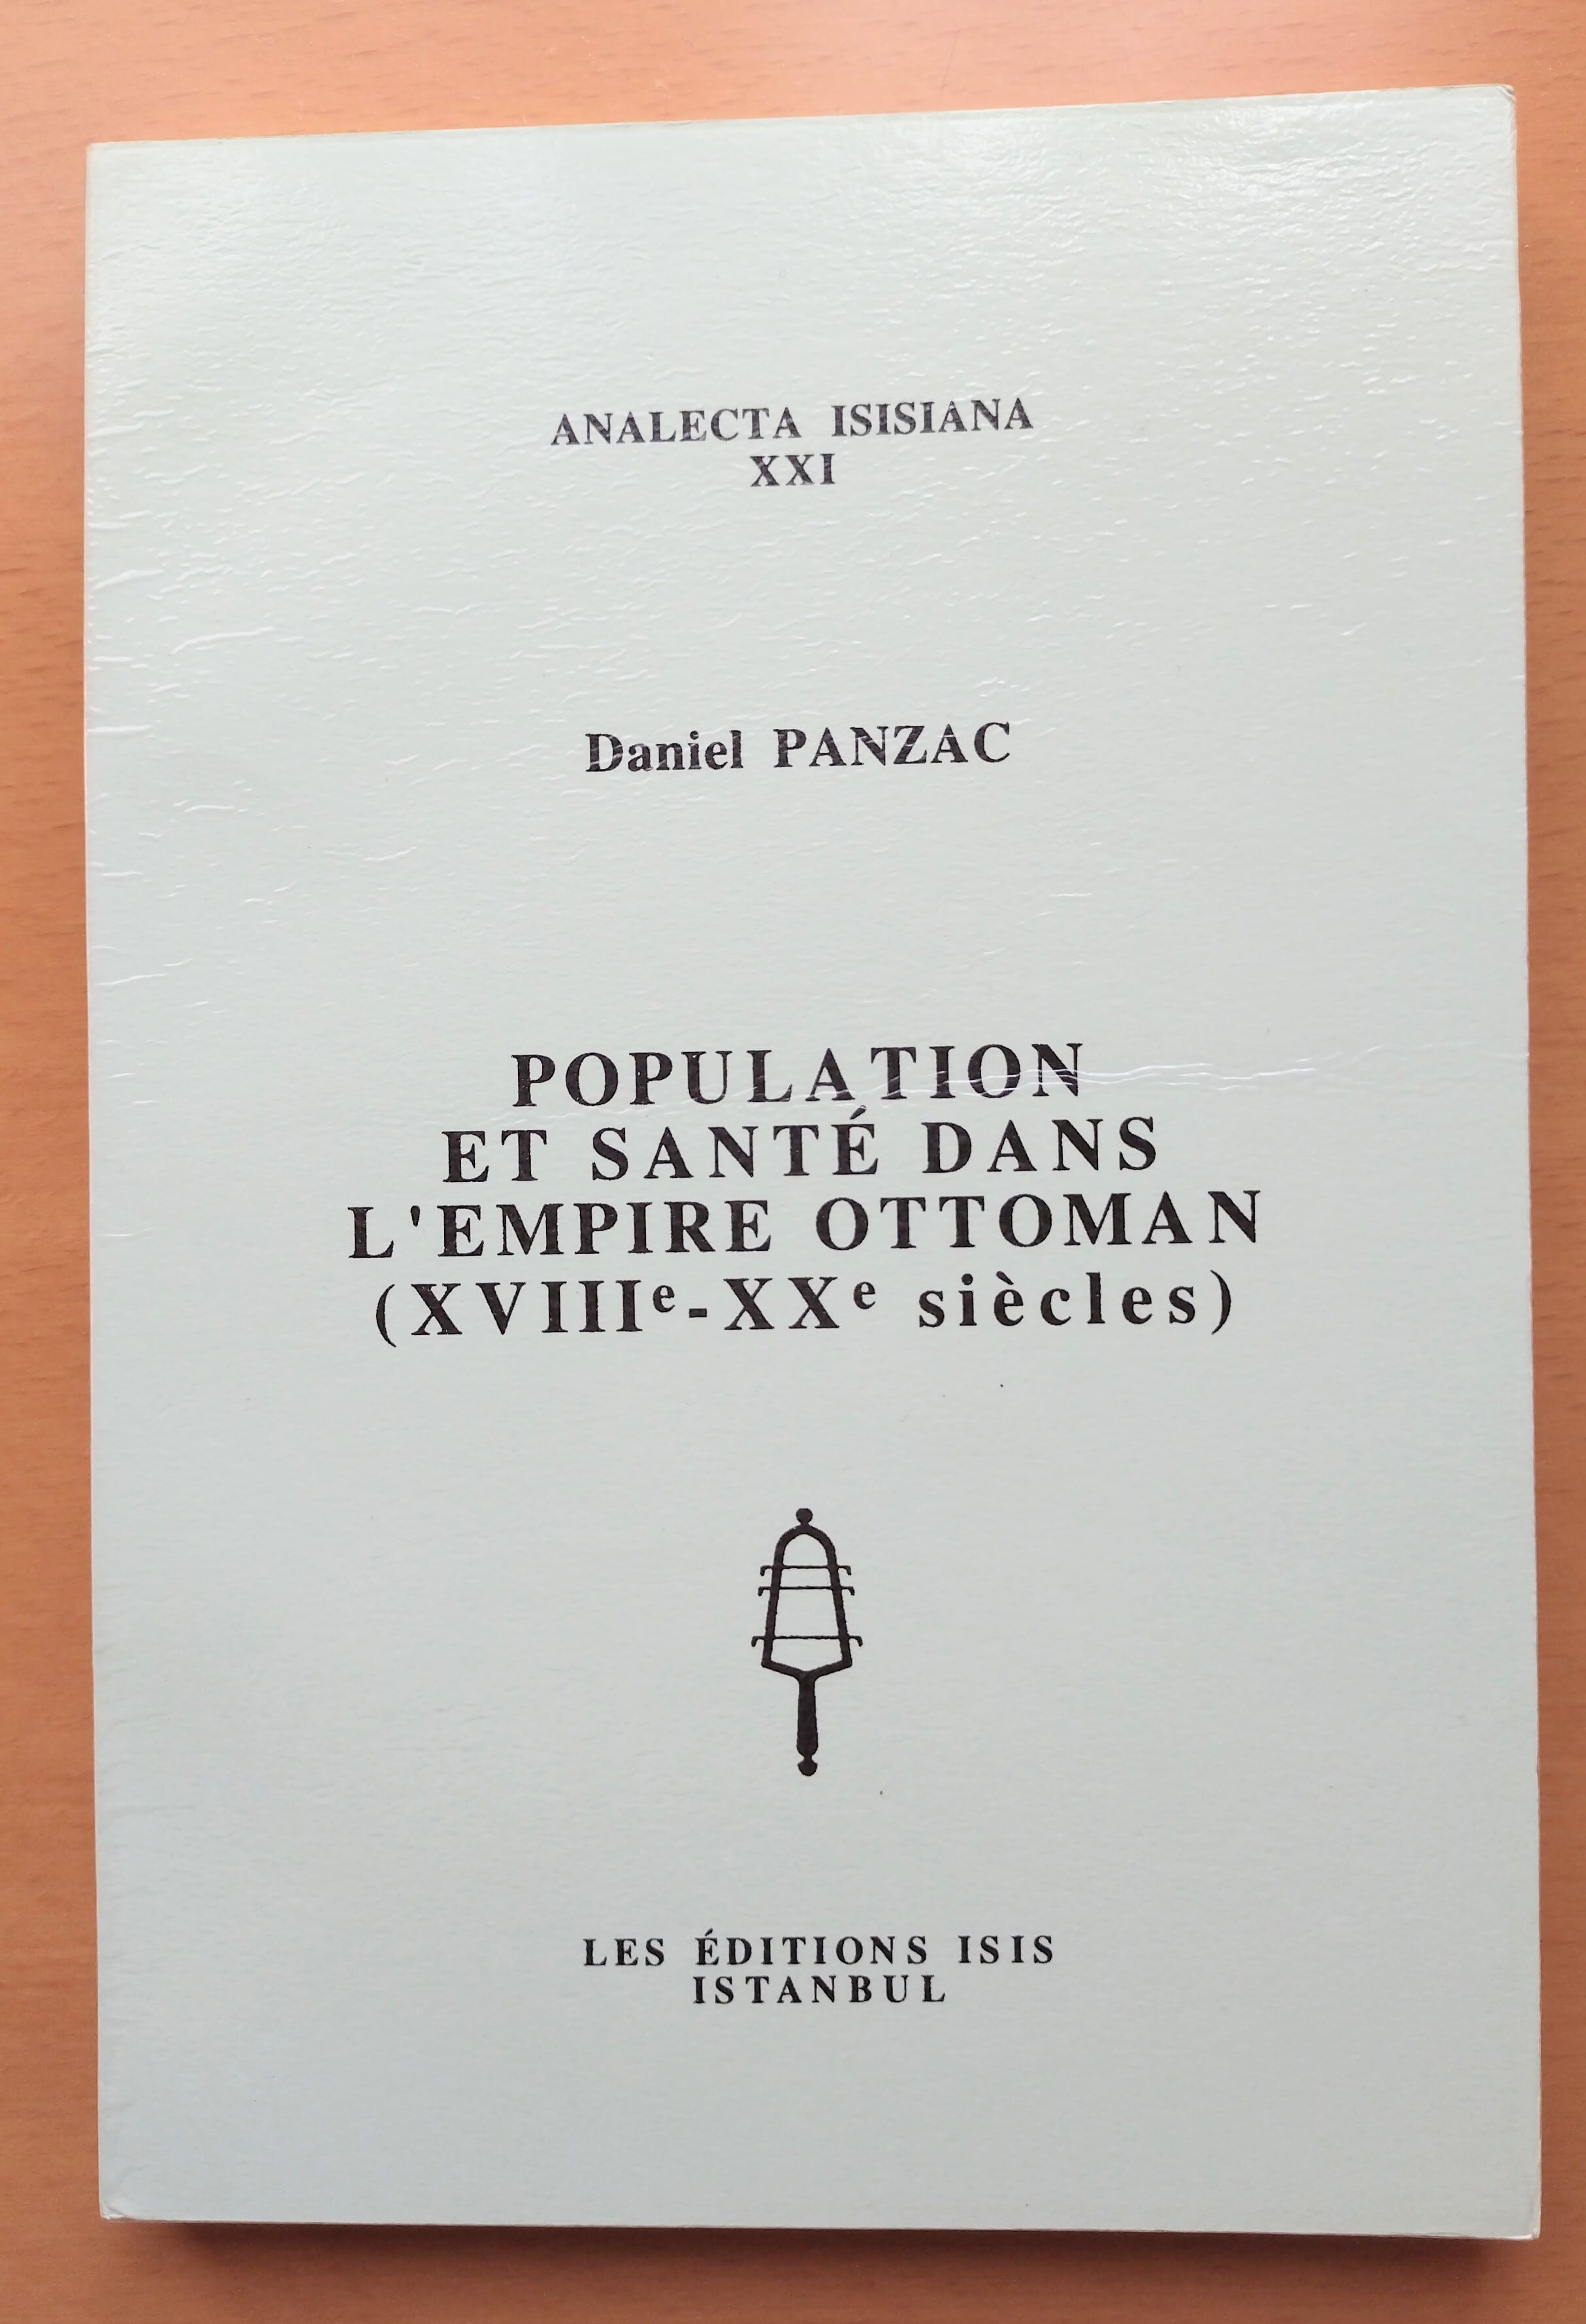 ANALECTA ISISIANA
XXI
Daniel PANZAC
POPULATION
ET SANTÉ DANS
L'EMPIRE OTTOMAN
(XVIIIe-XXe siècles)
LES ÉDITIONS ISIS
ISTANBUL